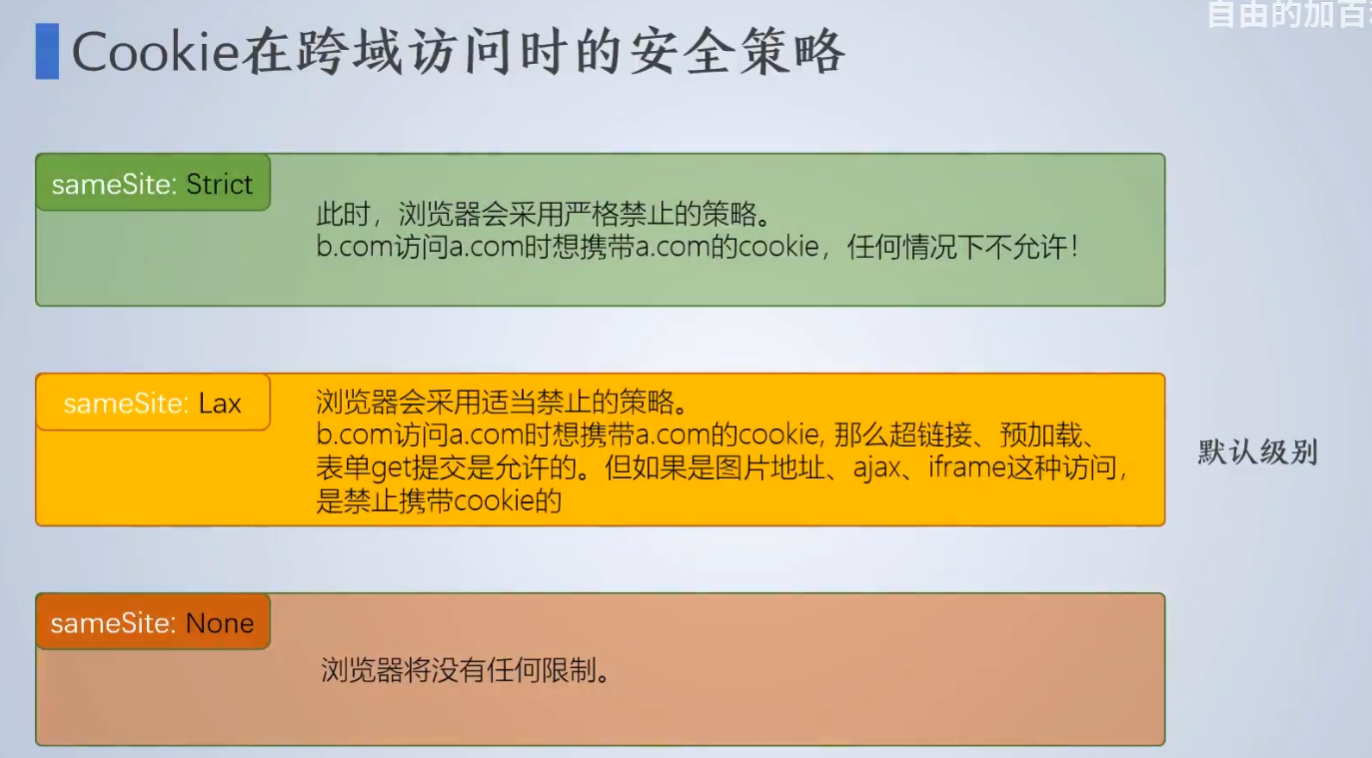 自由的加百
Cookie在跨域访问时的安全策略
sameSite: Strict
此时，浏览器会采用严格禁止的策略。
b.com访问a.com时想携带a.com的cookie，任何情况下不允许！
sameSite: Lax
浏览器会采用适当禁止的策略。
b.com访问a.com时想携带a.com的cookie, 那么超链接、预加载、
表单get提交是允许的。但如果是图片地址、ajax、iframe这种访问，
是禁止携带cookie的
默认级别
sameSite: None
浏览器将没有任何限制。